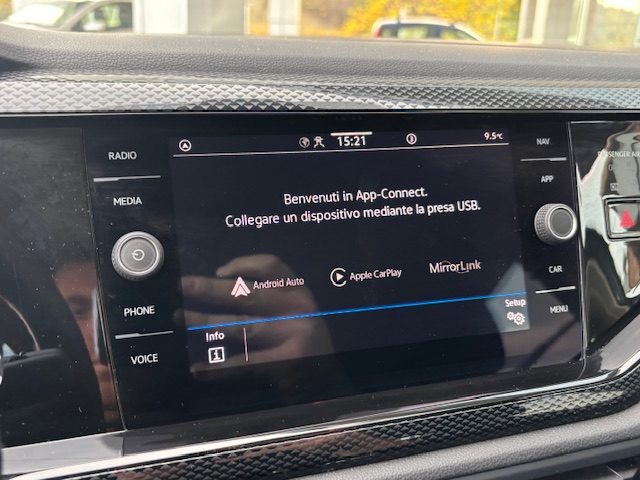 RADIO
MEDIA
PHONE
VOICE
15:21
9.5°C
Benvenuti in App-Connect.
Collegare un dispositivo mediante la presa USB.
Android Auto
Apple CarPlay
MirrorLink
Info
i
Setup
NAV
APP
CAR
MENU